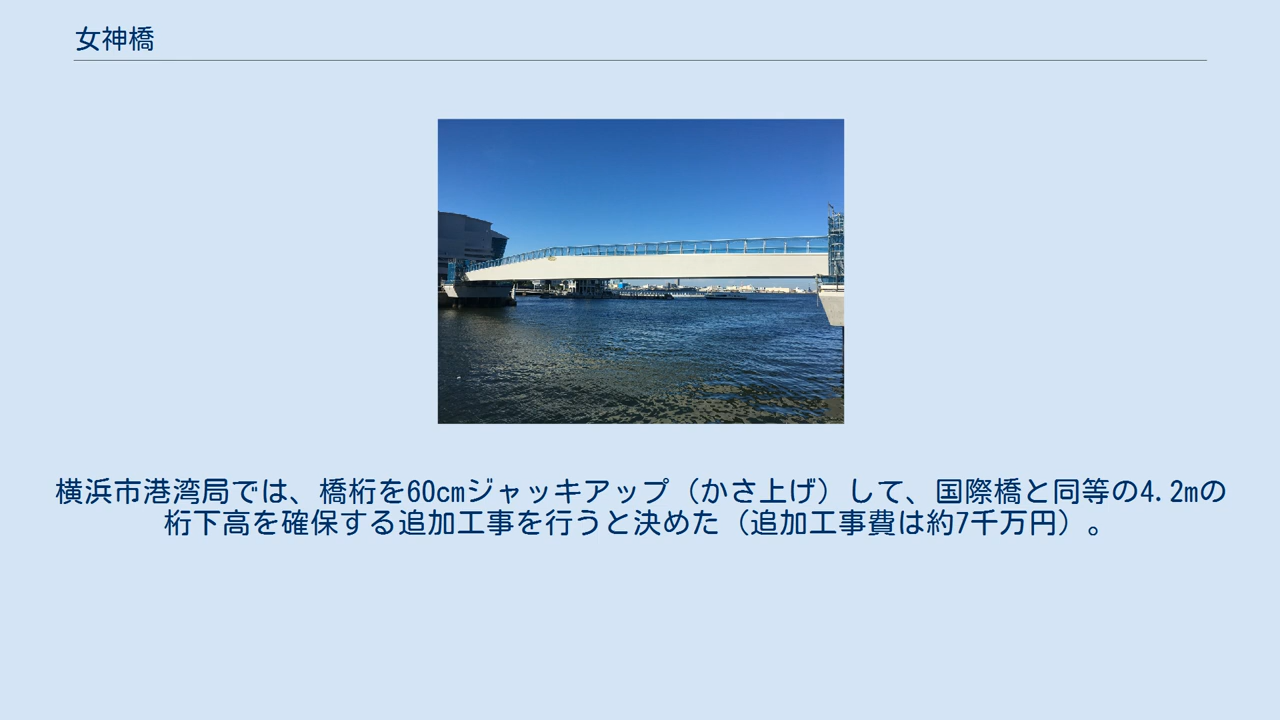 女神橋
横浜市港湾局では、橋桁を60cmジャッキアップ（かさ上げ）して、国際橋と同等の4.2mの
桁下高を確保する追加工事を行うと決めた（追加工事費は約7千万円）。